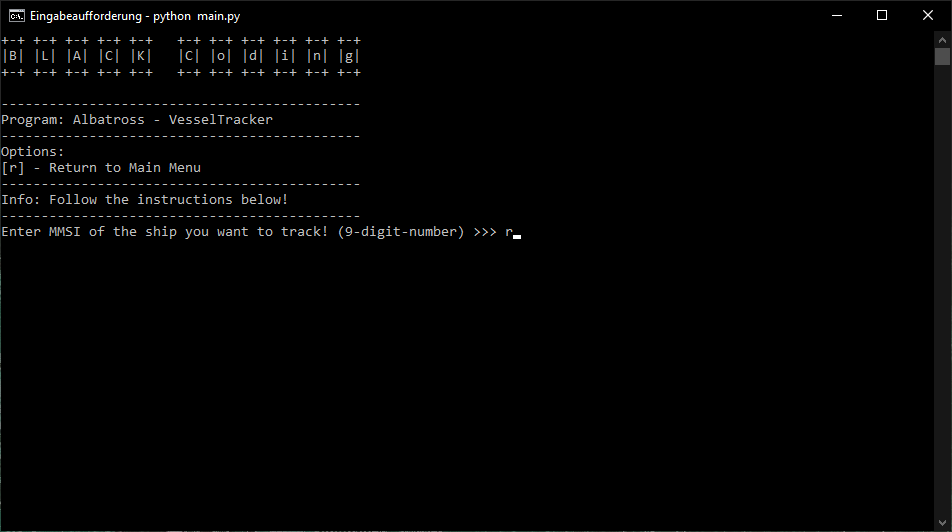 Eingabeaufforderung - python main.py
+-+ +-+ +-+ +-+ +-+   +-+ +-+ +-+ +-+ +-+ +-+
|B| |L| |A| |C| |K|   |C| |o| |d| |i| |n| |g|
+-+ +-+ +-+ +-+ +-+   +-+ +-+ +-+ +-+ +-+ +-+
---------------------------------------------
Program: Albatross - VesselTracker
---------------------------------------------
Options:
[r] - Return to Main Menu
---------------------------------------------
Info: Follow the instructions below!
---------------------------------------------
Enter MMSI of the ship you want to track! (9-digit-number) >>> r